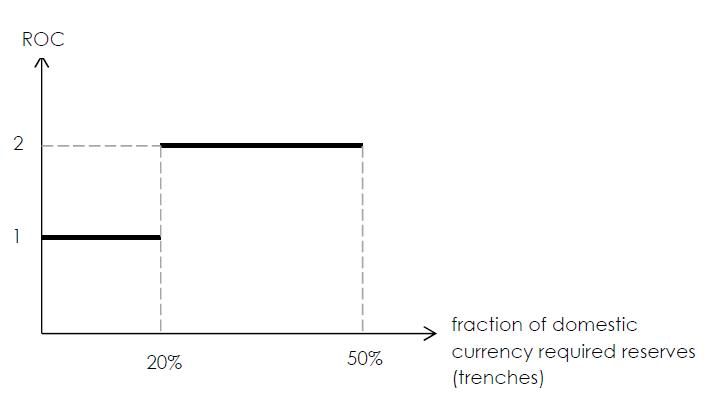 ROC
2
1
20%
50%
fraction of domestic
currency required reserves
(trenches)